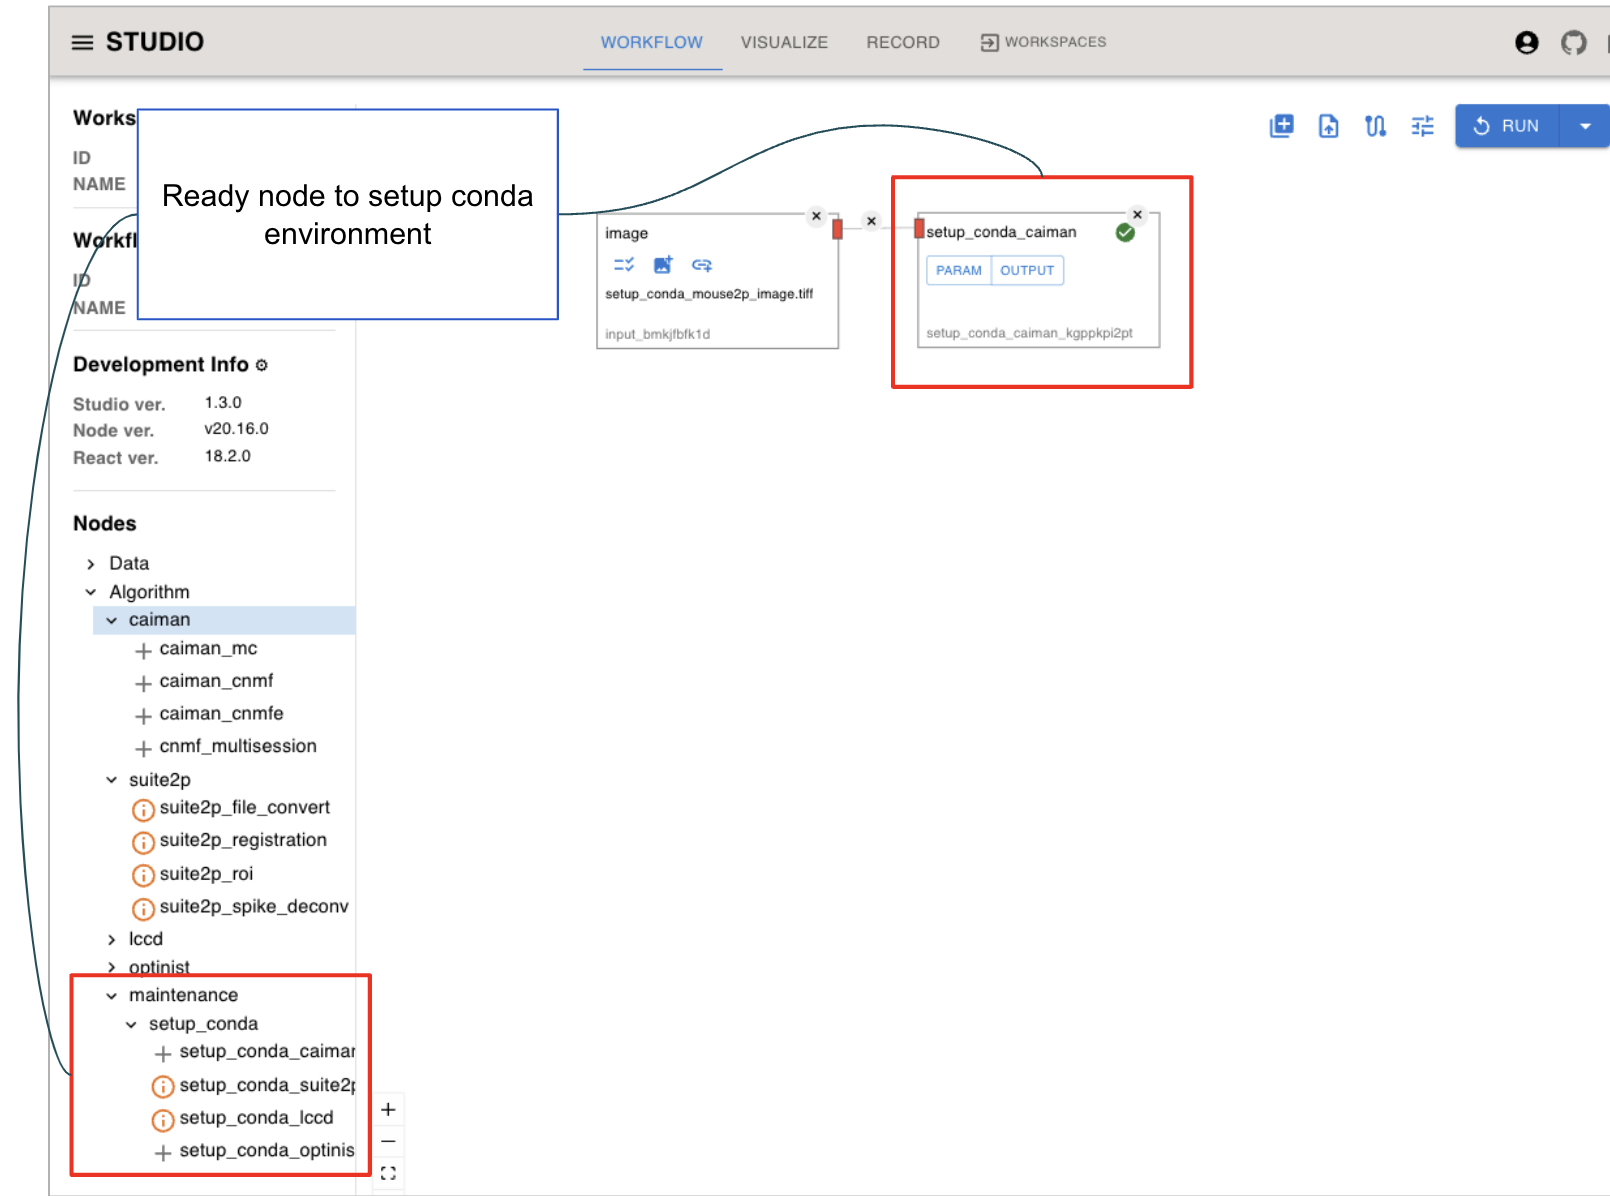 STUDIO
WORKFLOW
VISUALIZE
RECORD
WORKSPACES
RUN
Works
ID
NAME
Workfl
ID
NAME
Ready node to setup conda
environment
image
setup_conda_mouse2p_image.tiff
input_bmkjfbfk1d
setup_conda_caiman
PARAM
OUTPUT
setup_conda_caiman_kgppkpi2pt
Development Info
Studio ver. 1.3.0
Node ver. v20.16.0
React ver. 18.2.0
Nodes
Data
Algorithm
caiman
caiman_mc
caiman_cnmf
caiman_cnmfe
cnmf_multisession
suite2p
suite2p_file_convert
suite2p_registration
suite2p_roi
suite2p_spike_deconv
lccd
optinist
maintenance
setup_conda
setup_conda_caiman
setup_conda_suite2p
setup_conda_lccd
setup_conda_optinis